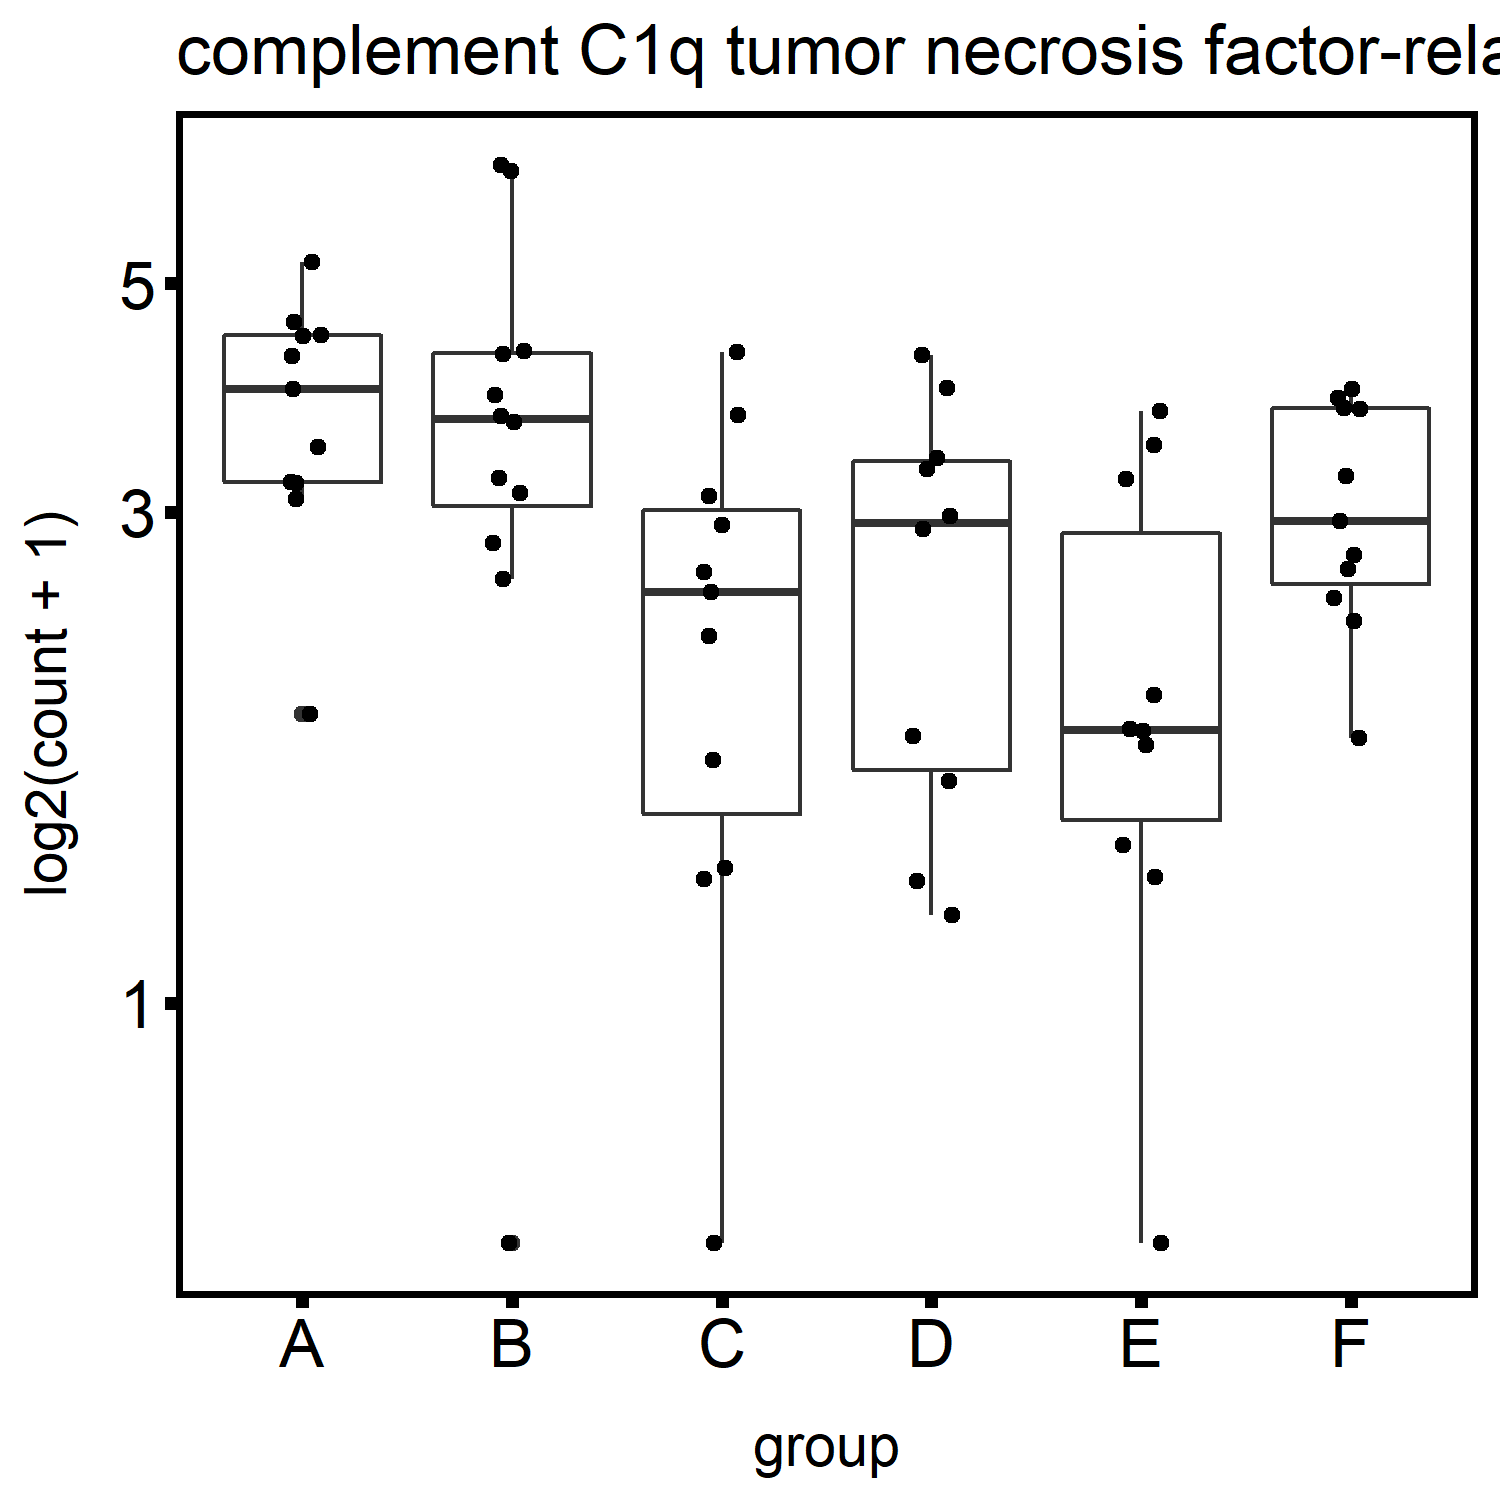 complement C1q tumor necrosis factor-rela
5
3
1
log2(count + 1)
A B C D E F
group